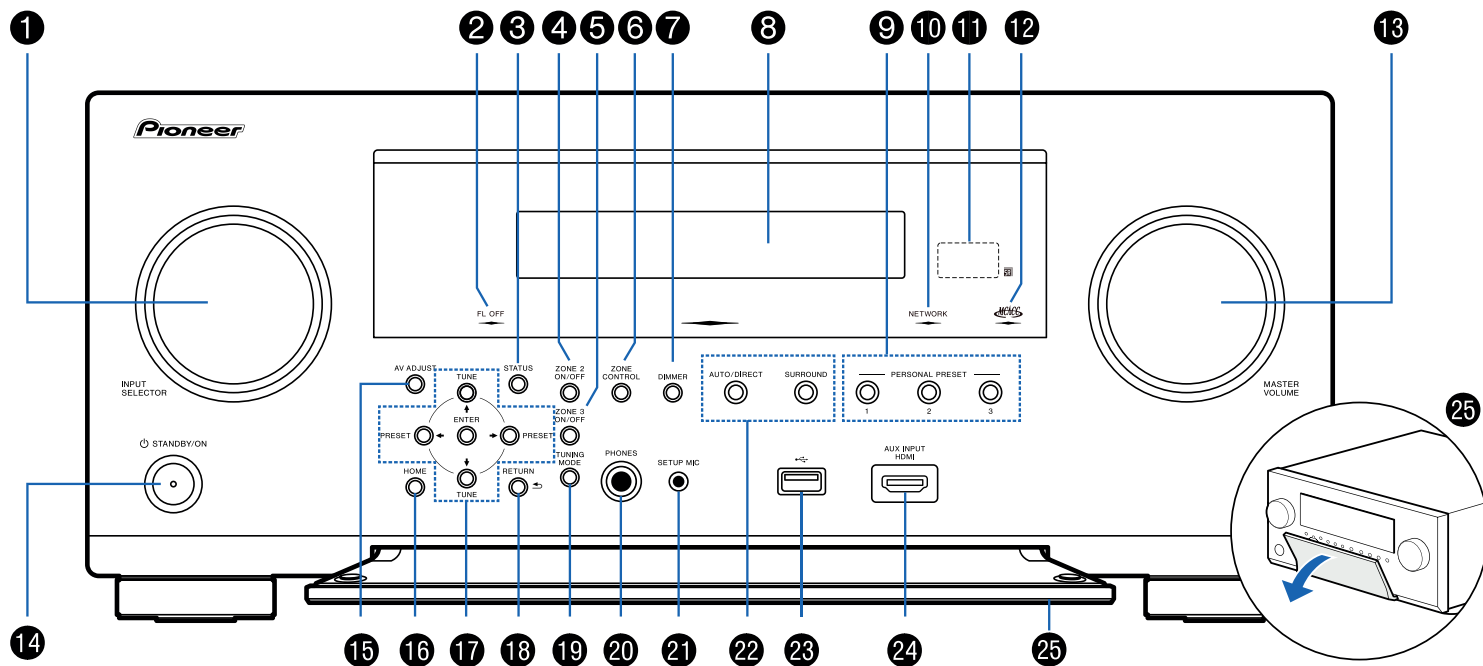 1 2 3 4 5 6 7 8 9 10 11 12 13
Pioneer
FL OFF
NETWORK
MCACC
AV ADJUST
TUNE
STATUS
ZONE 2
ON/OFF
ZONE
CONTROL
DIMMER
AUTO/DIRECT
SURROUND
PERSONAL PRESET
1 2 3
INPUT
SELECTOR
MASTER
VOLUME
25
PRESET
ENTER
PRESET
ZONE 3
ON/OFF
STANDBY/ON
HOME
TUNE
RETURN
TUNING
MODE
PHONES
SETUP MIC
AUX INPUT
HDMI
14 15 16 17 18 19 20 21 22 23 24 25